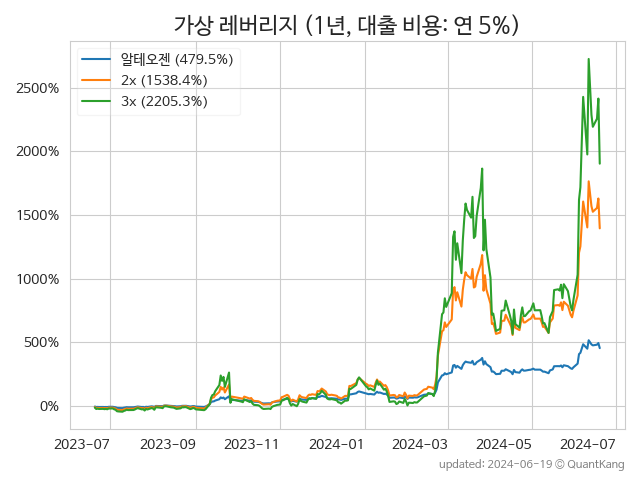 가상 레버리지 (1년, 대출 비용: 연 5%)
알테오젠 (479.5%)
2x (1538.4%)
3x (2205.3%)
2500%
2000%
1500%
1000%
500%
0%
2023-07 2023-09 2023-11 2024-01 2024-03 2024-05 2024-07
updated: 2024-06-19 © QuantKang